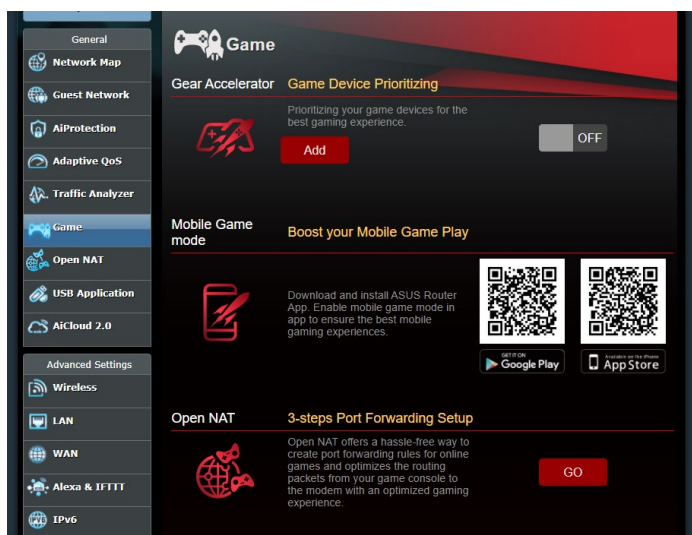 General
Network Map
Guest Network
AiProtection
Adaptive QoS
Traffic Analyzer
Game
Open NAT
USB Application
AiCloud 2.0
Advanced Settings
Wireless
LAN
WAN
Alexa & IFTTT
IPv6
Game
Gear Accelerator
Game Device Prioritizing
Prioritizing your game devices for the
best gaming experience.
Add
OFF
Mobile Game
mode
Boost your Mobile Game Play
Download and install ASUS Router
App. Enable mobile game mode in
app to ensure the best mobile
gaming experiences.
GET IT ON
Google Play
Available on the iPhone
App Store
Open NAT
3-steps Port Forwarding Setup
Open NAT offers a hassle-free way to
create port forwarding rules for online
games and optimizes the routing
packets from your game console to
the modem with an optimized gaming
experience.
GO